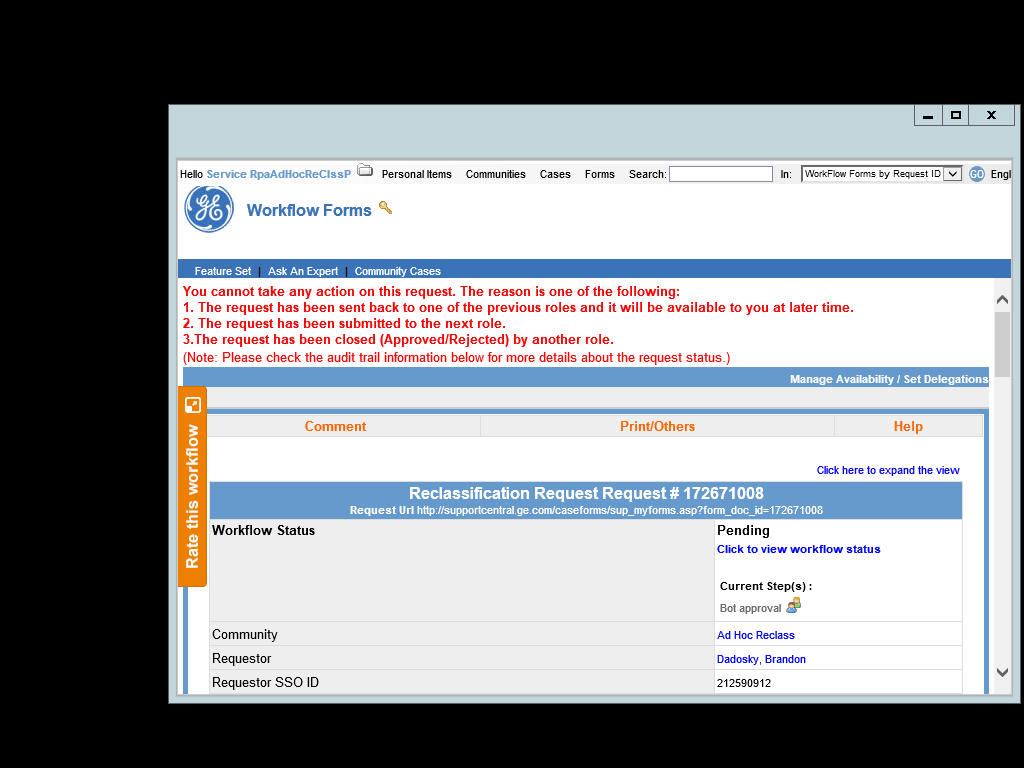 X
Hello Service RpaAdHocReClssP Personal Items Communities Cases Forms Search: In: WorkFlow Forms by Request ID GO Engl
GE Workflow Forms
Feature Set | Ask An Expert | Community Cases
You cannot take any action on this request. The reason is one of the following:
1. The request has been sent back to one of the previous roles and it will be available to you at later time.
2. The request has been submitted to the next role.
3.The request has been closed (Approved/Rejected) by another role.
(Note: Please check the audit trail information below for more details about the request status.)
Manage Availability / Set Delegations
Rate this workflow
Comment Print/Others Help
Click here to expand the view
Reclassification Request Request # 172671008
Request Url http://supportcentral.ge.com/caseforms/sup_myforms.asp?form_doc_id=172671008
Workflow Status Pending
Click to view workflow status
Current Step(s) :
Bot approval
Community Ad Hoc Reclass
Requestor Dadosky, Brandon
Requestor SSO ID 212590912